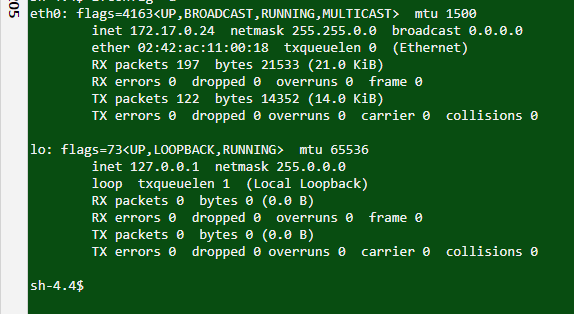 05
eth0: flags=4163<UP,BROADCAST,RUNNING,MULTICAST>  mtu 1500
        inet 172.17.0.24  netmask 255.255.0.0  broadcast 0.0.0.0
        ether 02:42:ac:11:00:18  txqueuelen 0  (Ethernet)
        RX packets 197  bytes 21533 (21.0 KiB)
        RX errors 0  dropped 0  overruns 0  frame 0
        TX packets 122  bytes 14352 (14.0 KiB)
        TX errors 0  dropped 0 overruns 0  carrier 0  collisions 0

lo: flags=73<UP,LOOPBACK,RUNNING>  mtu 65536
        inet 127.0.0.1  netmask 255.0.0.0
        loop  txqueuelen 1  (Local Loopback)
        RX packets 0  bytes 0 (0.0 B)
        RX errors 0  dropped 0  overruns 0  frame 0
        TX packets 0  bytes 0 (0.0 B)
        TX errors 0  dropped 0 overruns 0  carrier 0  collisions 0

sh-4.4$